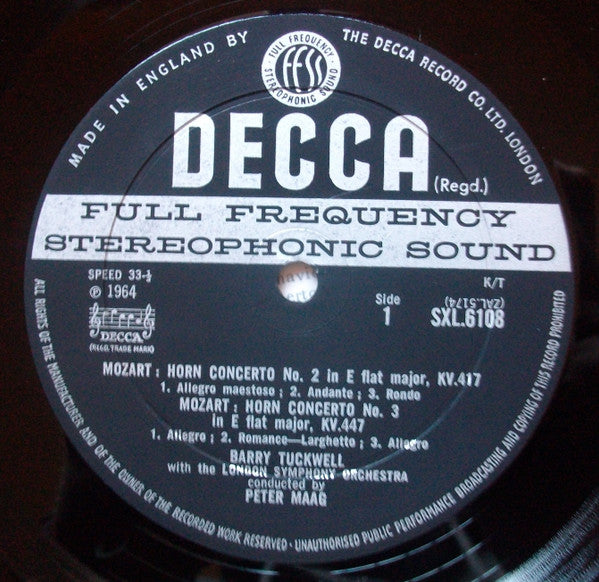 MADE IN ENGLAND BY
THE DECCA RECORD CO. LTD. LONDON
FULL FREQUENCY
FFSS
STEREOPHONIC SOUND
DECCA
(Regd.)
FULL FREQUENCY
STEREOPHONIC SOUND
SPEED 33-⅓
℗ 1964
K/T
DECCA
(REGD. TRADE MARK)
Side
1
(ZAL.5174)
SXL.6108
MOZART : HORN CONCERTO No. 2 in E flat major, KV.417
1. Allegro maestoso ; 2. Andante ; 3. Rondo
MOZART : HORN CONCERTO No. 3
in E flat major, KV.447
1. Allegro ; 2. Romance—Larghetto ; 3. Allegro
BARRY TUCKWELL
with the LONDON SYMPHONY ORCHESTRA
conducted by
PETER MAAG
ALL RIGHTS OF THE MANUFACTURER AND OF THE OWNER OF THE RECORDED WORK RESERVED · UNAUTHORISED PUBLIC PERFORMANCE BROADCASTING AND COPYING OF THIS RECORD PROHIBITED